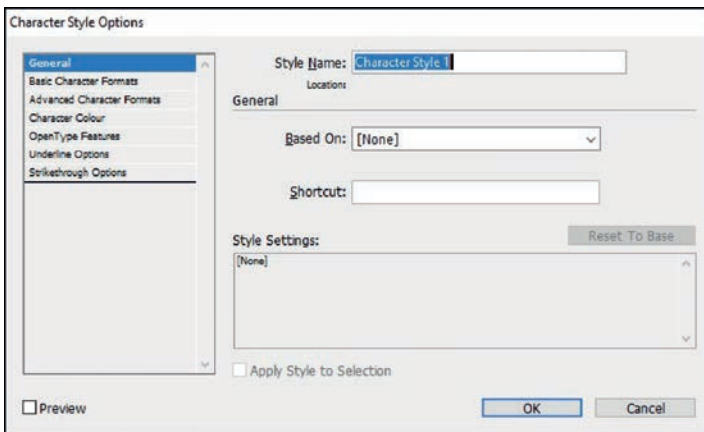 Character Style Options
General
Basic Character Formats
Advanced Character Formats
Character Colour
OpenType Features
Underline Options
Strikethrough Options
Style Name: Character Style 1
Location:
General
Based On: [None]
Shortcut:
Reset To Base
Style Settings:
[None]
Apply Style to Selection
Preview
OK
Cancel